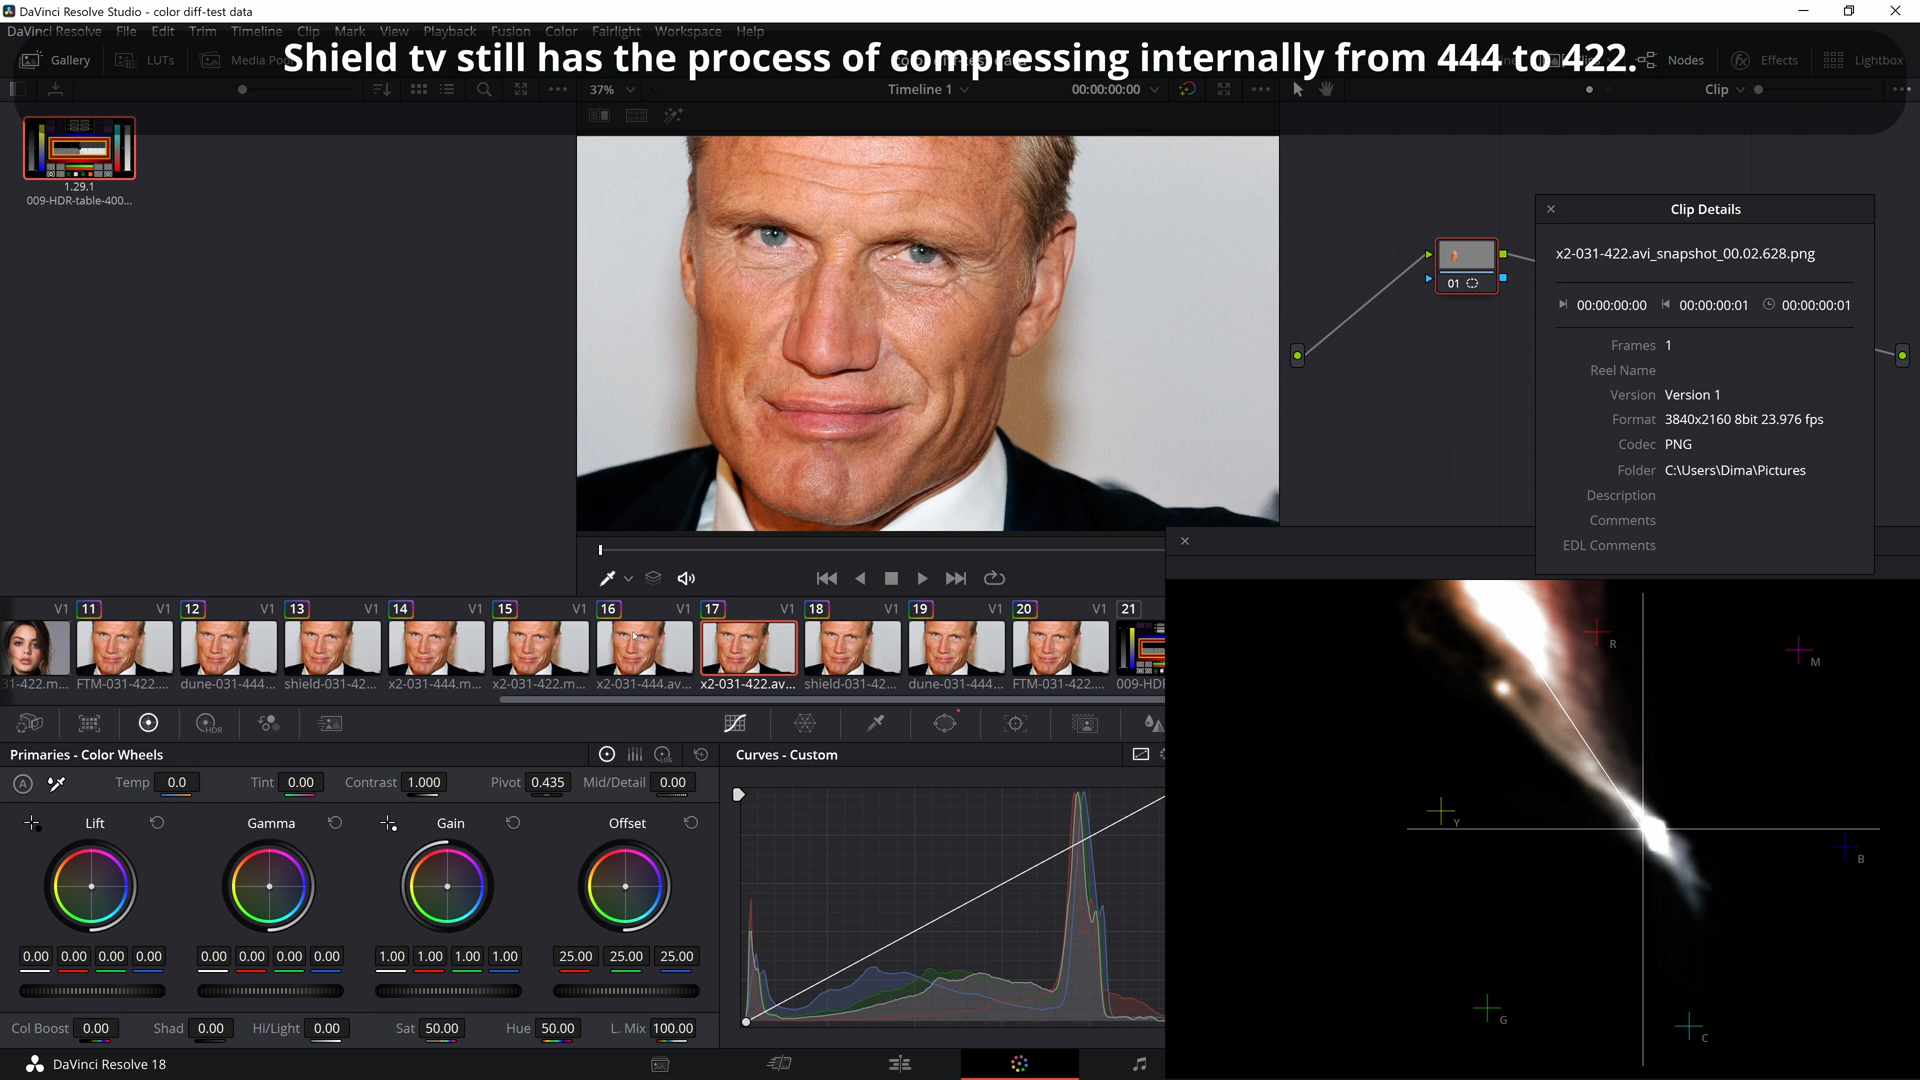 DaVinci Resolve Studio - color diff-test data
DaVinci Resolve File Edit Trim Timeline Clip Mark View Playback Fusion Color Fairlight Workspace Help
Shield tv still has the process of compressing internally from 444 to 422.
Gallery LUTs Media Nodes Effects Lightbox
37% Timeline 1 00:00:00:00 Clip
1.29.1
009-HDR-table-400...
Clip Details
x2-031-422.avi_snapshot_00.02.628.png
00:00:00:00 00:00:00:01 00:00:00:01
Frames 1
Reel Name
Version Version 1
Format 3840x2160 8bit 23.976 fps
Codec PNG
Folder C:\Users\Dima\Pictures
Description
Comments
EDL Comments
01
V1 11 V1 12 V1 13 V1 14 V1 15 V1 16 V1 17 V1 18 V1 19 V1 20 V1 21
31-422.m... FTM-031-422.... dune-031-444... shield-031-42... x2-031-444.m... x2-031-422.m... x2-031-444.av... x2-031-422.av... shield-031-42... dune-031-444... FTM-031-422.... 009-HDR
HDR
Primaries - Color Wheels LOG Curves - Custom
A Temp 0.0 Tint 0.00 Contrast 1.000 Pivot 0.435 Mid/Detail 0.00
Lift Gamma Gain Offset
0.00 0.00 0.00 0.00 0.00 0.00 0.00 0.00 1.00 1.00 1.00 1.00 25.00 25.00 25.00
Col Boost 0.00 Shad 0.00 Hi/Light 0.00 Sat 50.00 Hue 50.00 L. Mix 100.00
R
M
Y
B
G
C
DaVinci Resolve 18